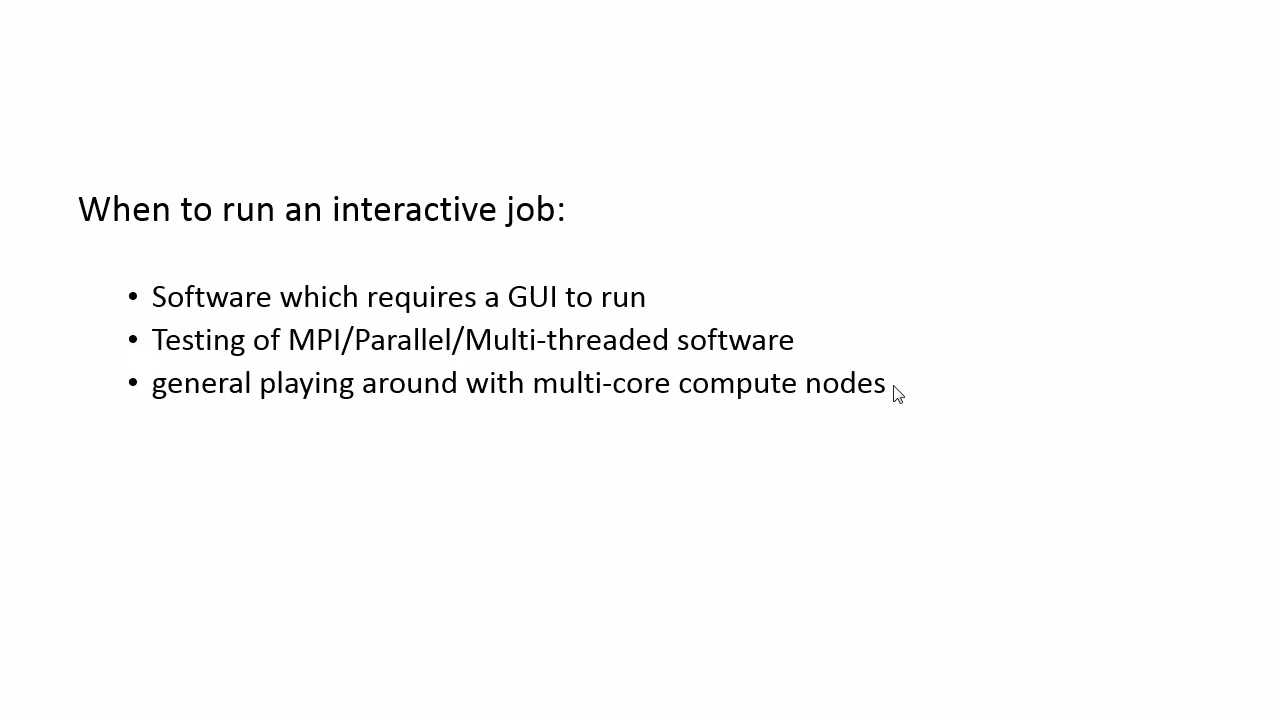 When to run an interactive job:
• Software which requires a GUI to run
• Testing of MPI/Parallel/Multi-threaded software
• general playing around with multi-core compute nodes